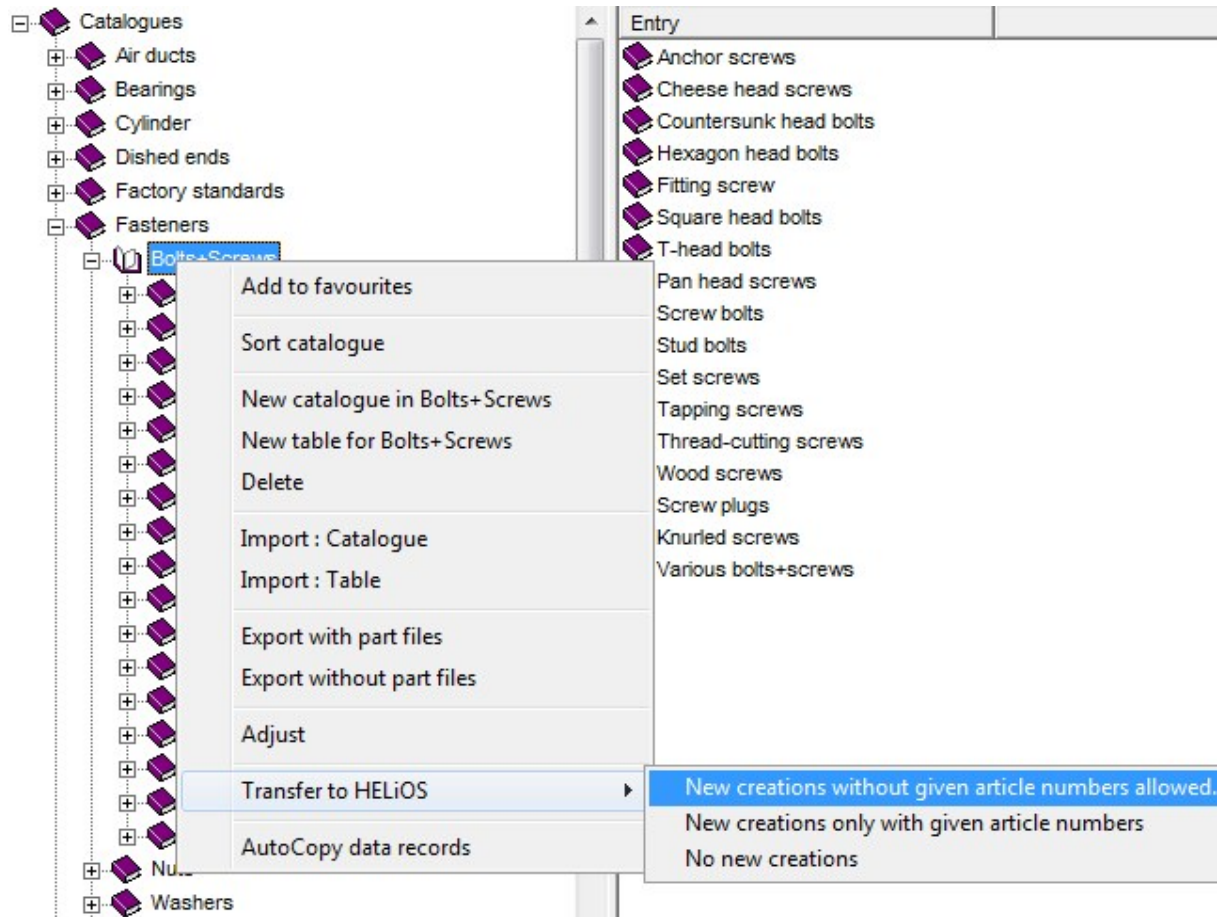 Catalogues
Air ducts
Bearings
Cylinder
Dished ends
Factory standards
Fasteners
Bolts+Screws
Add to favourites
Sort catalogue
New catalogue in Bolts+Screws
New table for Bolts+Screws
Delete
Import : Catalogue
Import : Table
Export with part files
Export without part files
Adjust
Transfer to HELiOS
AutoCopy data records
Nuts
Washers
Entry
Anchor screws
Cheese head screws
Countersunk head bolts
Hexagon head bolts
Fitting screw
Square head bolts
T-head bolts
Pan head screws
Screw bolts
Stud bolts
Set screws
Tapping screws
Thread-cutting screws
Wood screws
Screw plugs
Knurled screws
Various bolts+screws
New creations without given article numbers allowed.
New creations only with given article numbers
No new creations